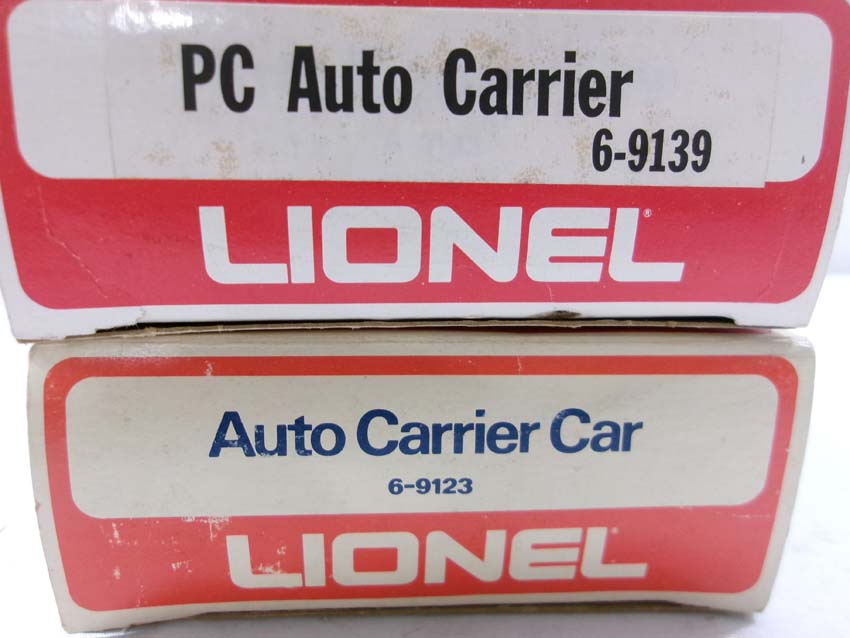 PC Auto Carrier
6-9139
LIONEL®
Auto Carrier Car
6-9123
LIONEL